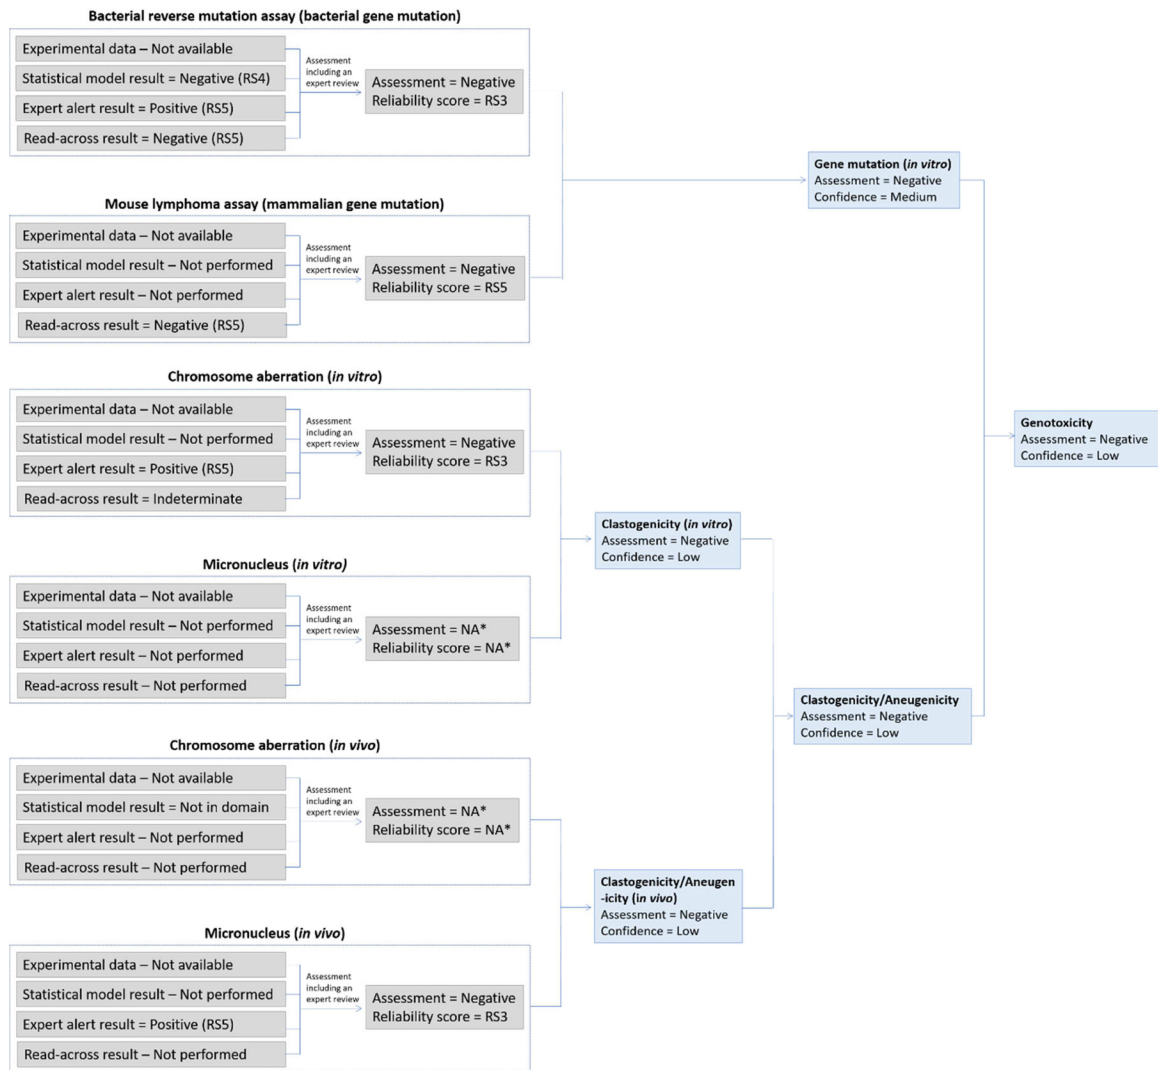 Bacterial reverse mutation assay (bacterial gene mutation)
Experimental data – Not available
Statistical model result = Negative (RS4)
Expert alert result = Positive (RS5)
Read-across result = Negative (RS5)
Assessment
including an
expert review
Assessment = Negative
Reliability score = RS3
Mouse lymphoma assay (mammalian gene mutation)
Experimental data – Not available
Statistical model result – Not performed
Expert alert result – Not performed
Read-across result = Negative (RS5)
Assessment
including an
expert review
Assessment = Negative
Reliability score = RS5
Gene mutation (in vitro)
Assessment = Negative
Confidence = Medium
Chromosome aberration (in vitro)
Experimental data – Not available
Statistical model result – Not performed
Expert alert result = Positive (RS5)
Read-across result = Indeterminate
Assessment
including an
expert review
Assessment = Negative
Reliability score = RS3
Micronucleus (in vitro)
Experimental data – Not available
Statistical model result – Not performed
Expert alert result – Not performed
Read-across result – Not performed
Assessment
including an
expert review
Assessment = NA*
Reliability score = NA*
Clastogenicity (in vitro)
Assessment = Negative
Confidence = Low
Chromosome aberration (in vivo)
Experimental data – Not available
Statistical model result = Not in domain
Expert alert result – Not performed
Read-across result – Not performed
Assessment
including an
expert review
Assessment = NA*
Reliability score = NA*
Micronucleus (in vivo)
Experimental data – Not available
Statistical model result – Not performed
Expert alert result = Positive (RS5)
Read-across result – Not performed
Assessment
including an
expert review
Assessment = Negative
Reliability score = RS3
Clastogenicity/Aneugen
-icity (in vivo)
Assessment = Negative
Confidence = Low
Clastogenicity/Aneugenicity
Assessment = Negative
Confidence = Low
Genotoxicity
Assessment = Negative
Confidence = Low